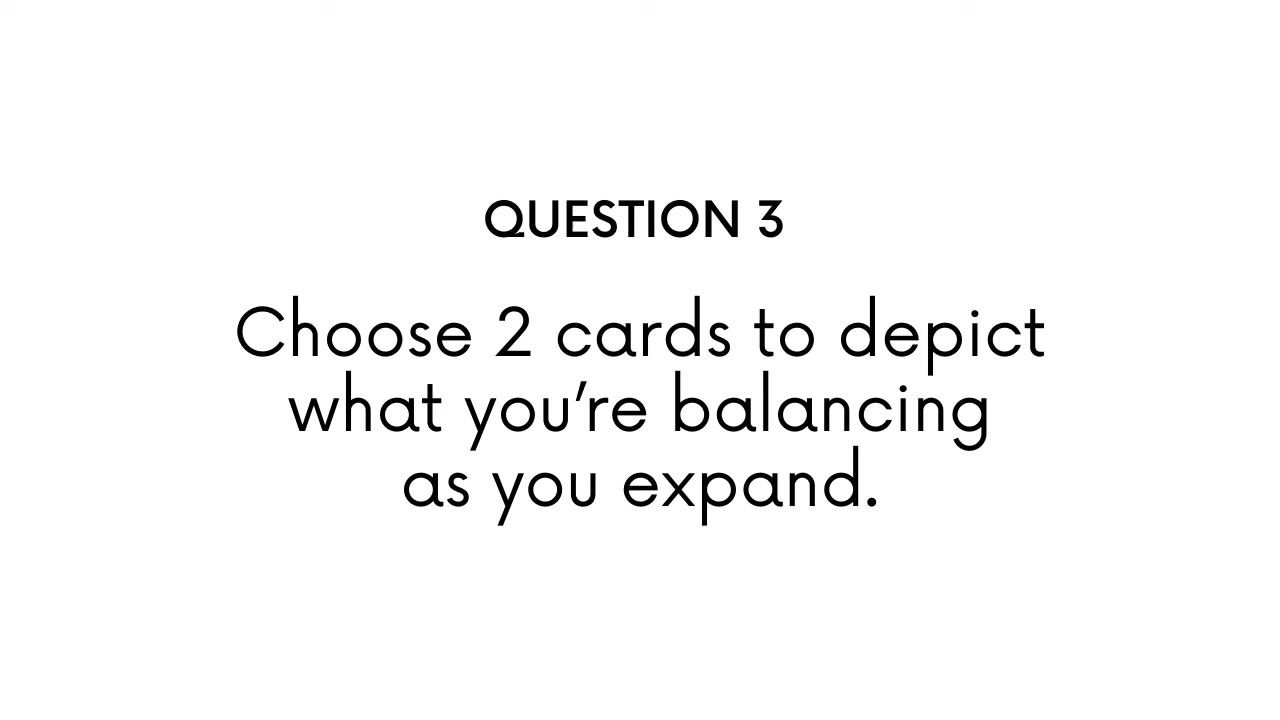 QUESTION 3
Choose 2 cards to depict
what you’re balancing
as you expand.